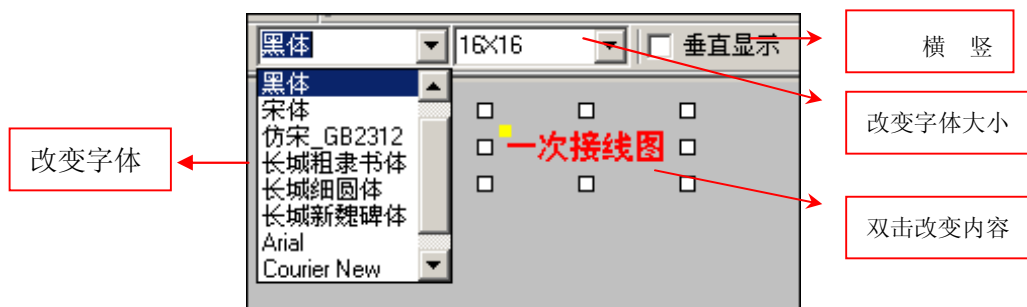 黑体
16×16
垂直显示
横 竖
黑体
宋体
仿宋_GB2312
长城粗隶书体
长城细圆体
长城新魏碑体
Arial
Courier New
一次接线图
改变字体
改变字体大小
双击改变内容